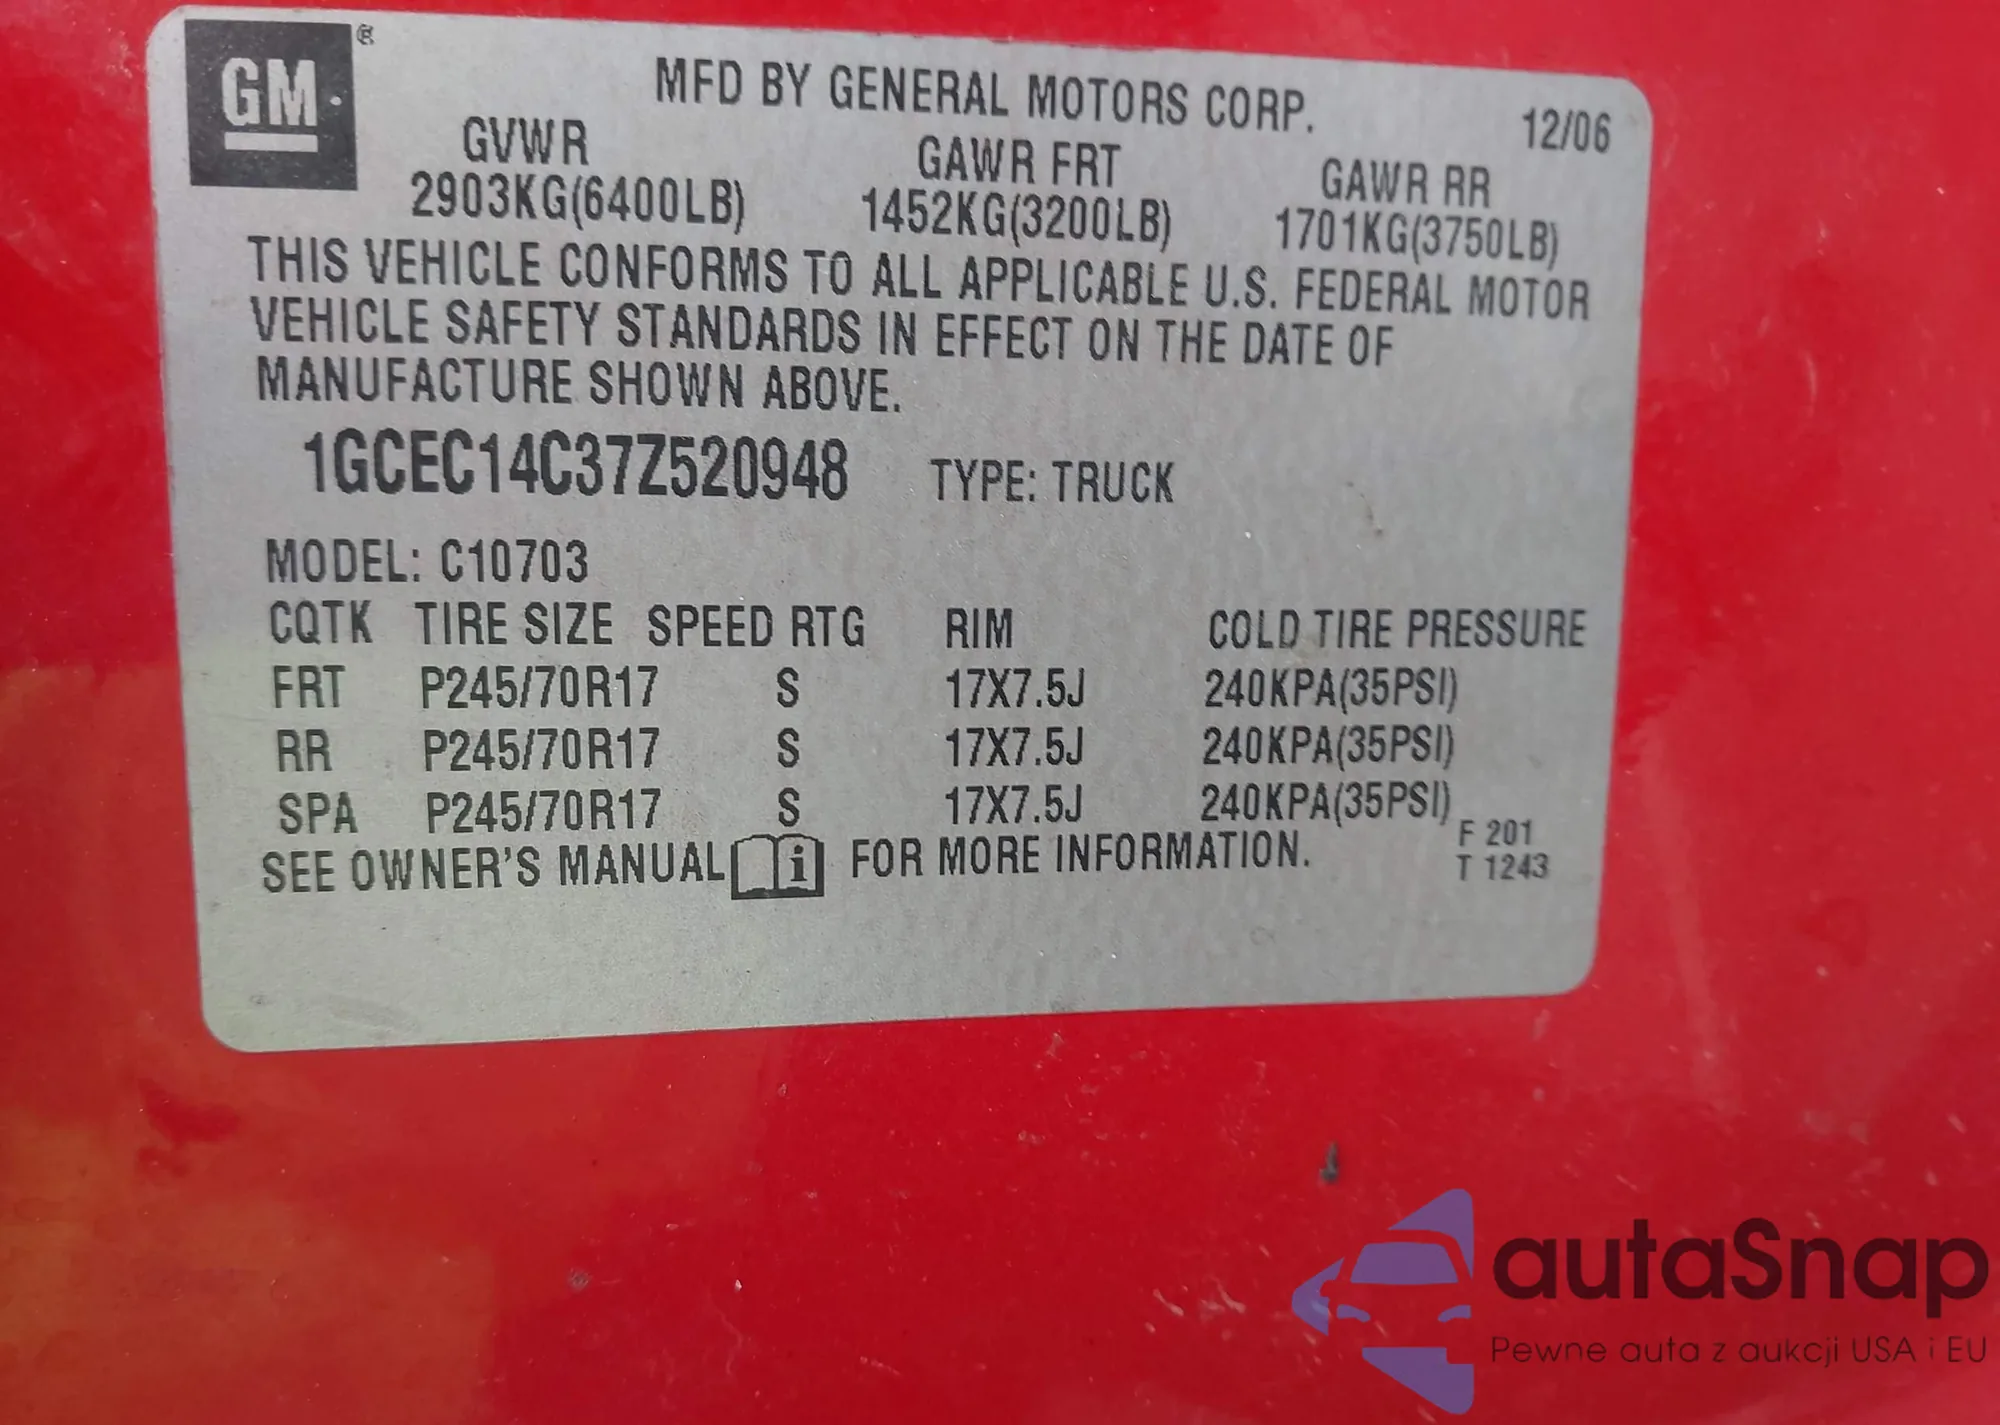 GM ®
MFD BY GENERAL MOTORS CORP.
12/06
GVWR GAWR FRT GAWR RR
2903KG(6400LB) 1452KG(3200LB) 1701KG(3750LB)
THIS VEHICLE CONFORMS TO ALL APPLICABLE U.S. FEDERAL MOTOR
VEHICLE SAFETY STANDARDS IN EFFECT ON THE DATE OF
MANUFACTURE SHOWN ABOVE.
1GCEC14C37Z520948 TYPE: TRUCK
MODEL: C10703
CQTK TIRE SIZE SPEED RTG RIM COLD TIRE PRESSURE
FRT P245/70R17 S 17X7.5J 240KPA(35PSI)
RR P245/70R17 S 17X7.5J 240KPA(35PSI)
SPA P245/70R17 S 17X7.5J 240KPA(35PSI)
SEE OWNER'S MANUAL i FOR MORE INFORMATION.
F 201
T 1243
autaSnap
Pewne auta z aukcji USA i EU